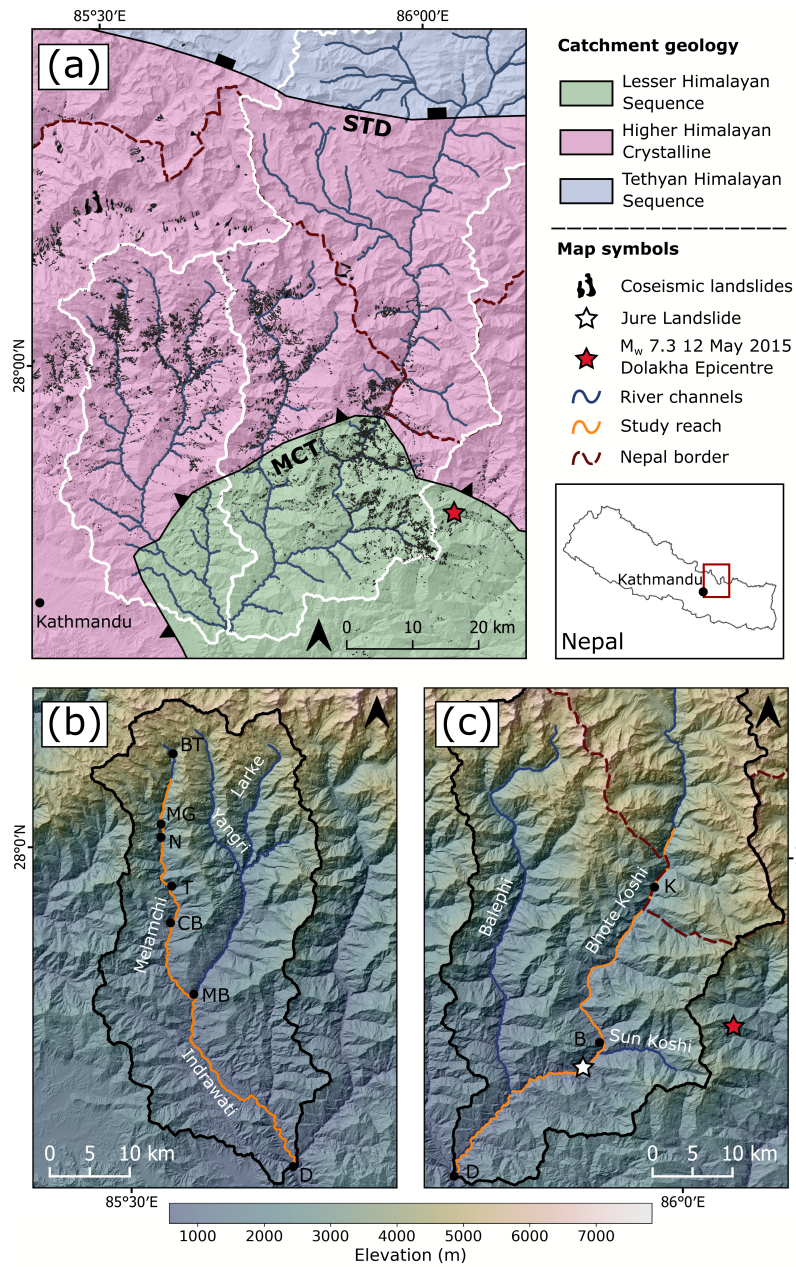 85°30′E
86°00′E
(a)
STD
28°00′N
MCT
Kathmandu
0
10
20 km
Catchment geology
Lesser Himalayan
Sequence
Higher Himalayan
Crystalline
Tethyan Himalayan
Sequence
Map symbols
Coseismic landslides
Jure Landslide
Mw 7.3 12 May 2015
Dolakha Epicentre
River channels
Study reach
Nepal border
Kathmandu
Nepal
(b)
BT
Larke
Yangri
MG
N
T
Melamchi
CB
MB
Indrawati
D
0 5 10 km
28°0′N
85°30′E
(c)
Balephi
Bhote Koshi
K
B
Sun Koshi
D
0 5 10 km
86°0′E
1000 2000 3000 4000 5000 6000 7000
Elevation (m)